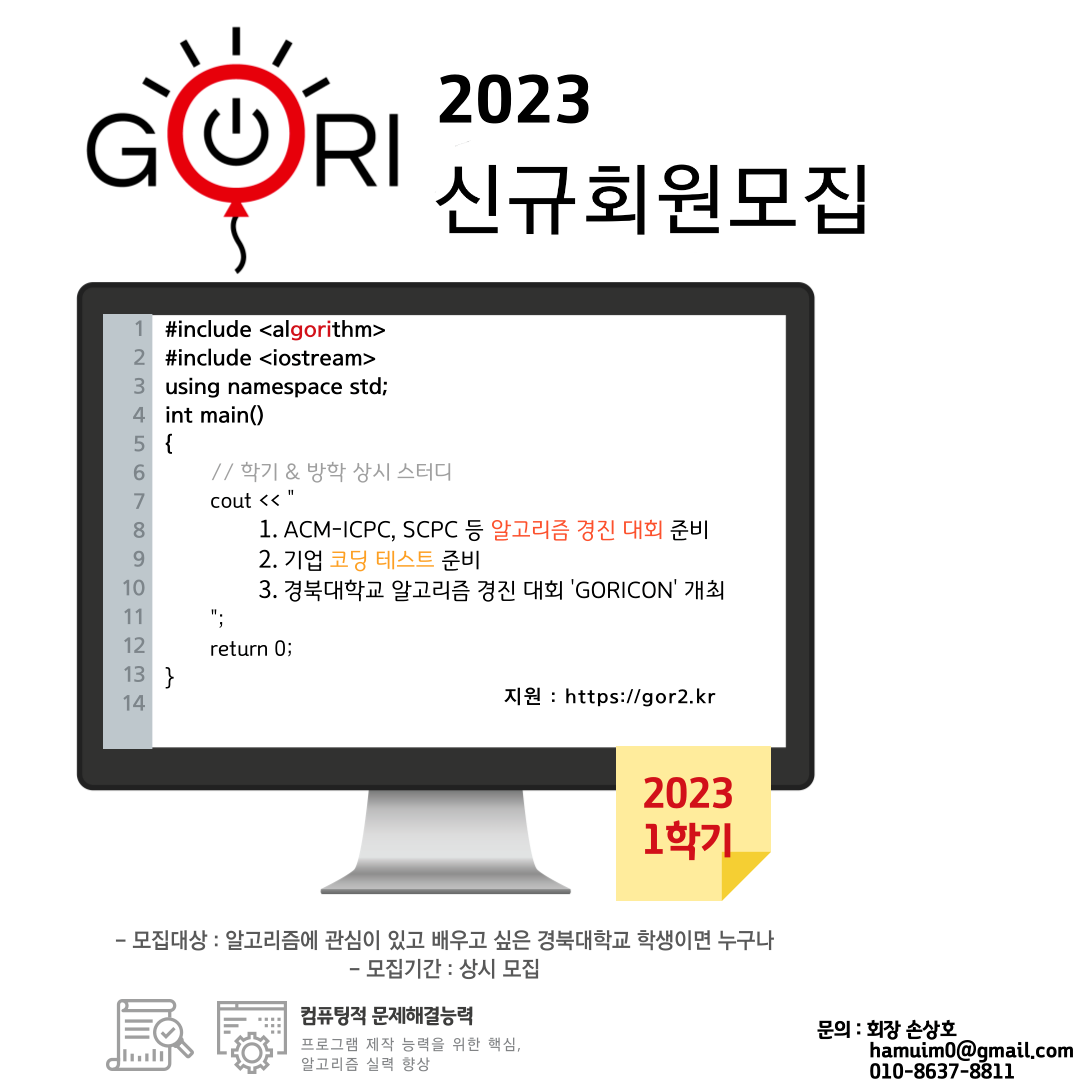 GORI
2023
신규회원모집
1 #include <algorithm>
2 #include <iostream>
3 using namespace std;
4 int main()
5 {
6 // 학기 & 방학 상시 스터디
7 cout << "
8 1. ACM-ICPC, SCPC 등 알고리즘 경진 대회 준비
9 2. 기업 코딩 테스트 준비
10 3. 경북대학교 알고리즘 경진 대회 'GORICON' 개최
11 ";
12 return 0;
13 }
14
지원 : https://gor2.kr
2023
1학기
- 모집대상 : 알고리즘에 관심이 있고 배우고 싶은 경북대학교 학생이면 누구나
- 모집기간 : 상시 모집
컴퓨팅적 문제해결능력
프로그램 제작 능력을 위한 핵심,
알고리즘 실력 향상
문의 : 회장 손상호
hamuim0@gmail.com
010-8637-8811